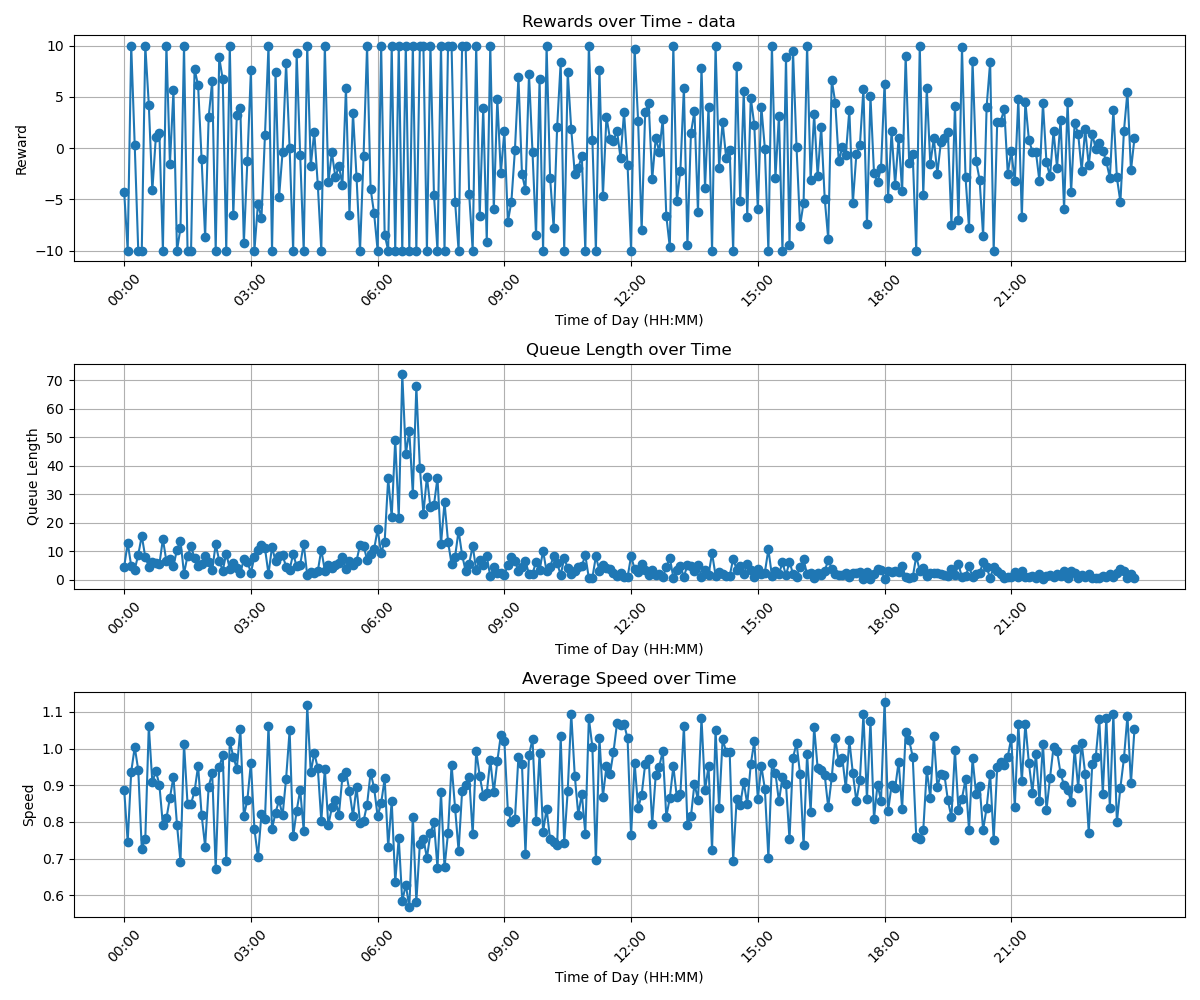 Rewards over Time - data
10
5
0
−5
−10
Reward
00:00 03:00 06:00 09:00 12:00 15:00 18:00 21:00
Time of Day (HH:MM)
Queue Length over Time
70
60
50
40
30
20
10
0
Queue Length
00:00 03:00 06:00 09:00 12:00 15:00 18:00 21:00
Time of Day (HH:MM)
Average Speed over Time
1.1
1.0
0.9
0.8
0.7
0.6
Speed
00:00 03:00 06:00 09:00 12:00 15:00 18:00 21:00
Time of Day (HH:MM)